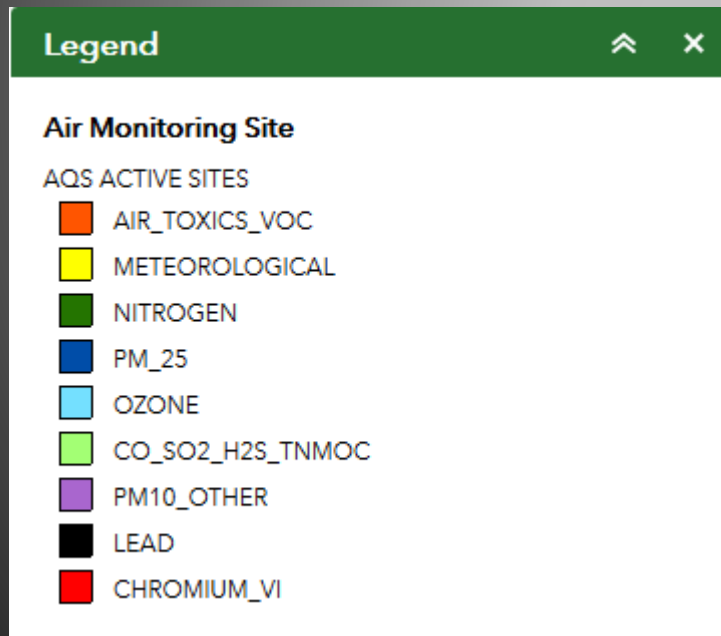 Legend
Air Monitoring Site
AQS ACTIVE SITES
AIR_TOXICS_VOC
METEOROLOGICAL
NITROGEN
PM_25
OZONE
CO_SO2_H2S_TNMOC
PM10_OTHER
LEAD
CHROMIUM_VI